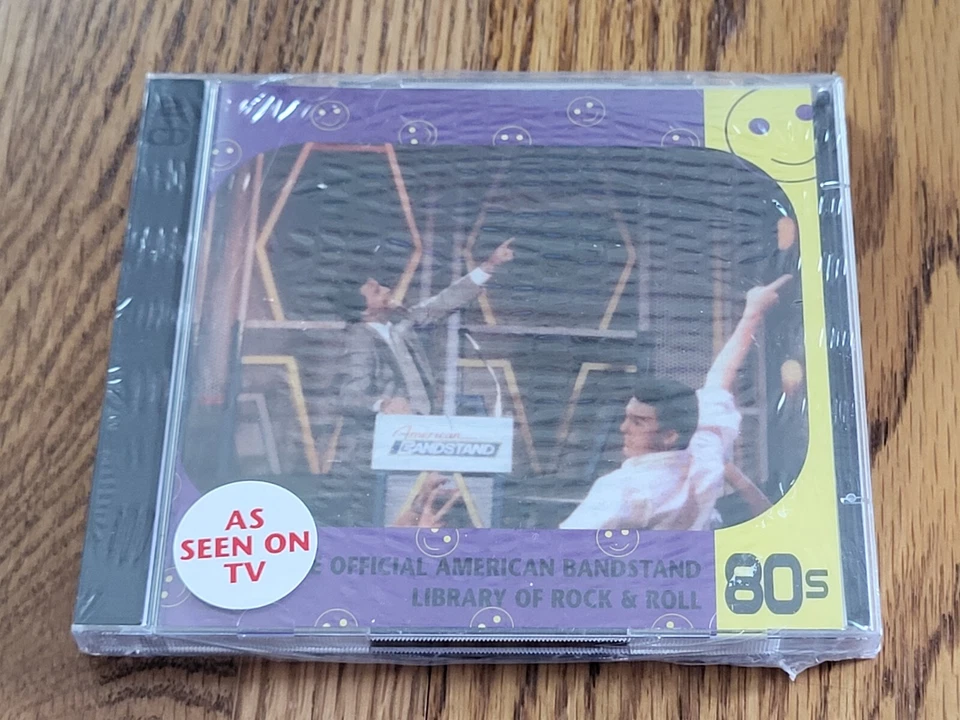 American
BANDSTAND
AS
SEEN ON
TV
E OFFICIAL AMERICAN BANDSTAND
LIBRARY OF ROCK & ROLL
80s